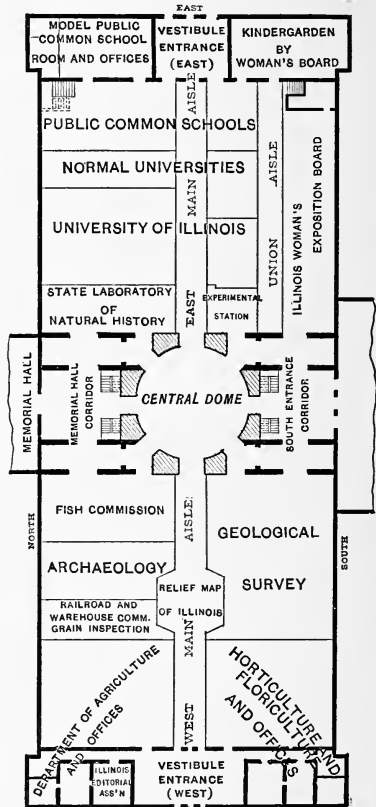 EAST
MODEL PUBLIC
COMMON SCHOOL
ROOM AND OFFICES
VESTIBULE
ENTRANCE
(EAST)
KINDERGARDEN
BY
WOMAN'S BOARD
PUBLIC COMMON SCHOOLS
NORMAL UNIVERSITIES
UNIVERSITY OF ILLINOIS
STATE LABORATORY
OF
NATURAL HISTORY
EAST MAIN AISLE
EXPERIMENTAL
STATION
UNION AISLE
ILLINOIS WOMAN'S
EXPOSITION BOARD
MEMORIAL HALL
MEMORIAL HALL
CORRIDOR
CENTRAL DOME
SOUTH ENTRANCE
CORRIDOR
NORTH
FISH COMMISSION
ARCHAEOLOGY
RAILROAD AND
WAREHOUSE COMM.
GRAIN INSPECTION
WEST MAIN AISLE
RELIEF MAP
OF ILLINOIS
GEOLOGICAL
SURVEY
SOUTH
DEPARTMENT OF AGRICULTURE
AND
OFFICES
HORTICULTURE AND
FLORICULTURE
AND OFFICES
ILLINOIS
EDITORIAL
ASS'N
VESTIBULE
ENTRANCE
(WEST)